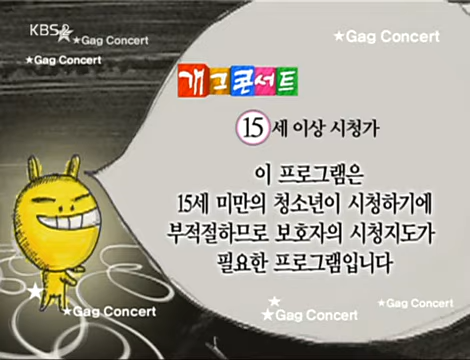 KBS2
★Gag Concert
★Gag Concert
★Gag Concert
개그콘서트
15세 이상 시청가
이 프로그램은
15세 미만의 청소년이 시청하기에
부적절하므로 보호자의 시청지도가
필요한 프로그램입니다
★Gag Concert
★Gag Concert
★Gag Concert